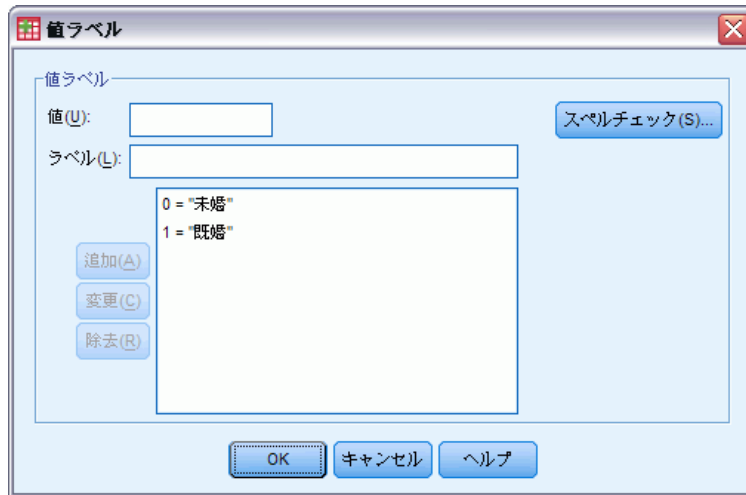 値ラベル
値ラベル
値(U):
スペルチェック(S)...
ラベル(L):
0 = "未婚"
1 = "既婚"
追加(A)
変更(C)
除去(R)
OK
キャンセル
ヘルプ